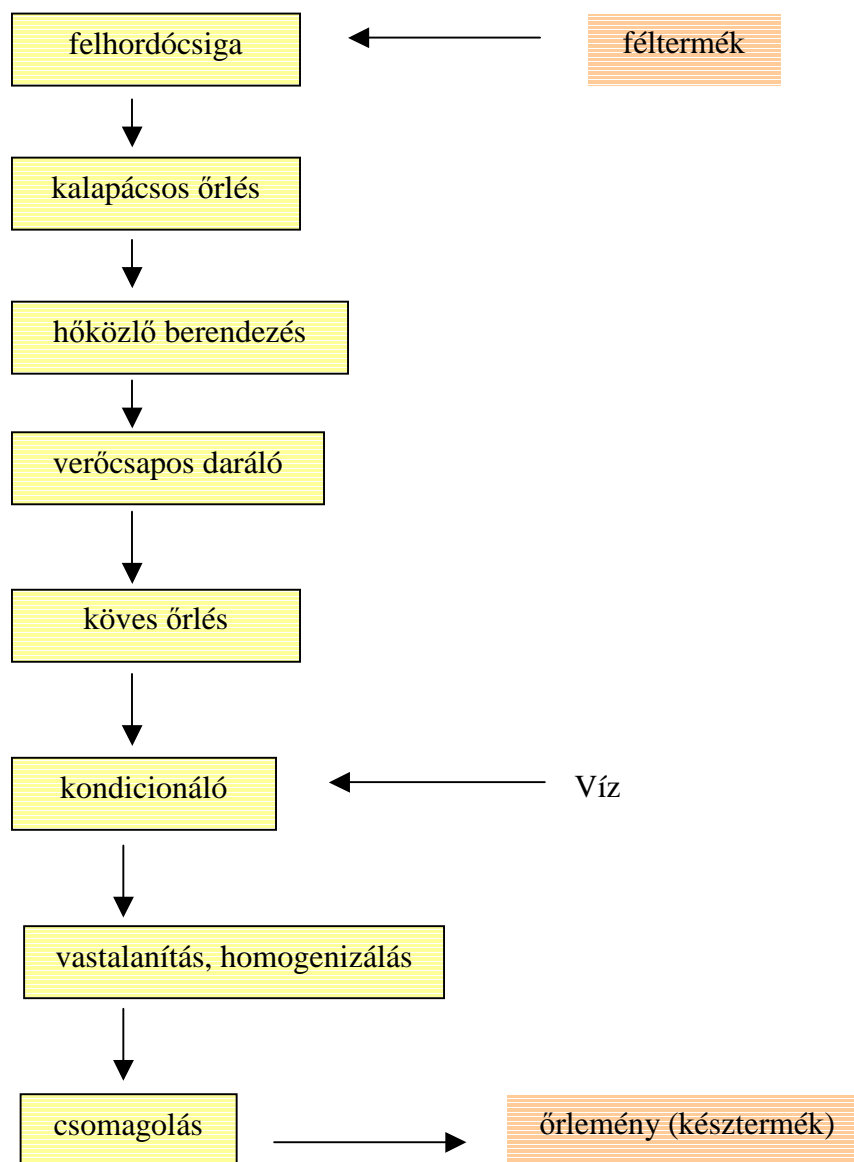 felhordócsiga
féltermék
kalapácsos őrlés
hőközlő berendezés
verőcsapos daráló
köves őrlés
kondicionáló
Víz
vastalanítás, homogenizálás
csomagolás
őrlemény (késztermék)